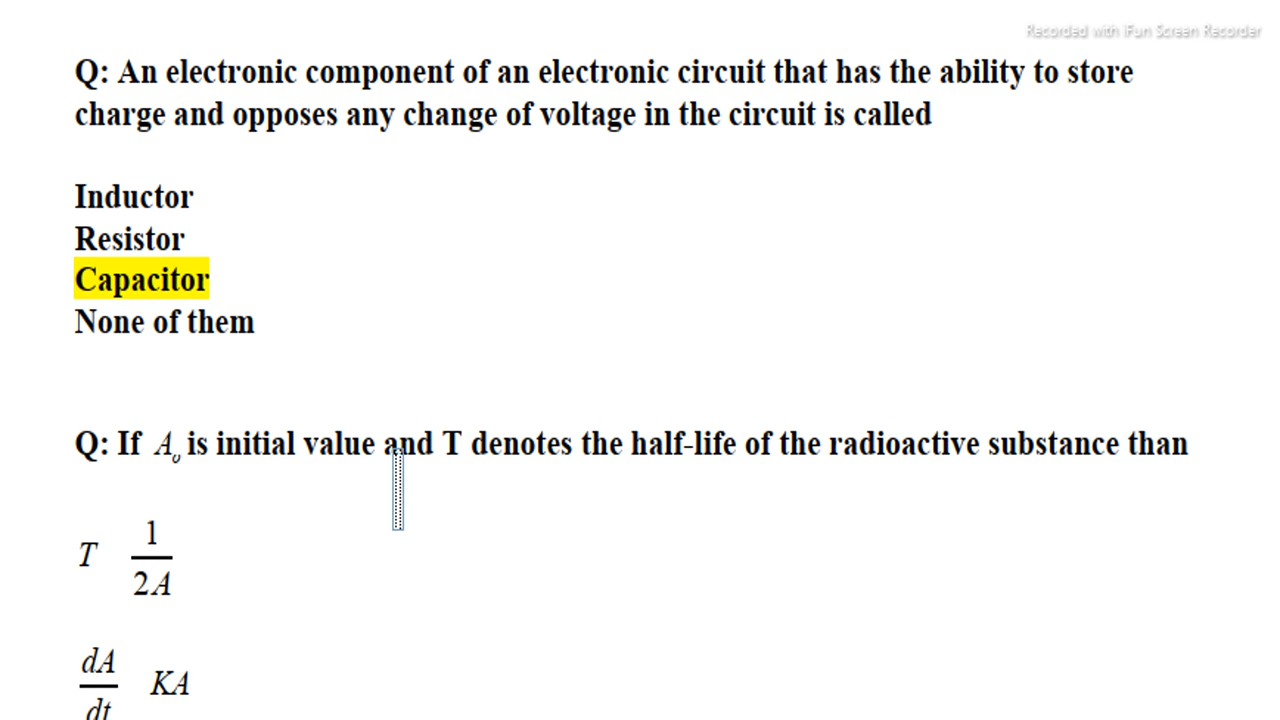 Recorded with iFun Screen Recorder
Q: An electronic component of an electronic circuit that has the ability to store
charge and opposes any change of voltage in the circuit is called
Inductor
Resistor
Capacitor
None of them
Q: If A₀ is initial value and T denotes the half-life of the radioactive substance than
T 1/2A
dA/dt KA